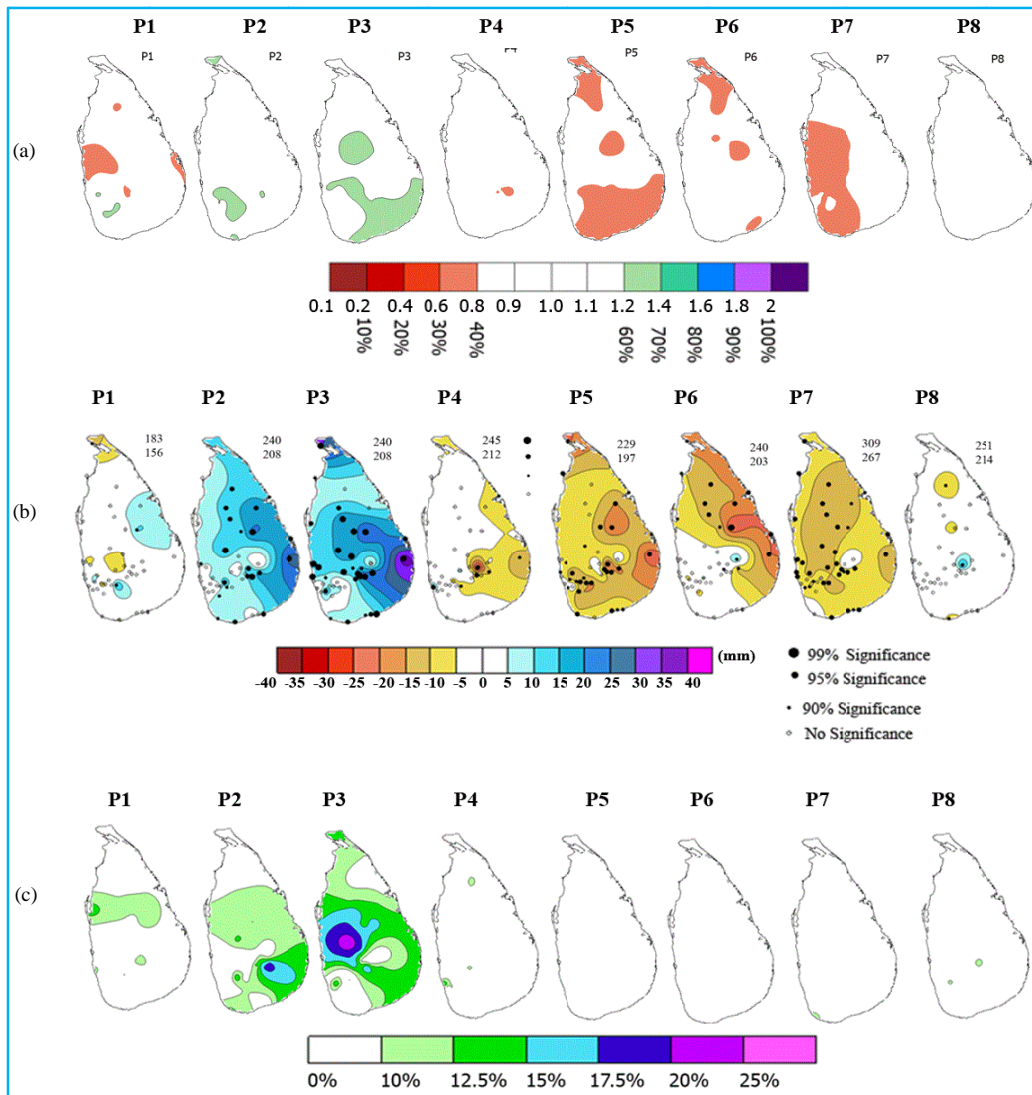 P1 P2 P3 P4 P5 P6 P7 P8
P1 P2 P3 P5 P6 P7 P8
(a)
0.1 0.2 0.4 0.6 0.8 0.9 1.0 1.1 1.2 1.4 1.6 1.8 2
10% 20% 30% 40% 60% 70% 80% 90% 100%
P1 P2 P3 P4 P5 P6 P7 P8
183 240 240 245 229 240 309 251
156 208 208 212 197 203 267 214
(b)
(mm)
-40 -35 -30 -25 -20 -15 -10 -5 0 5 10 15 20 25 30 35 40
99% Significance
95% Significance
90% Significance
No Significance
P1 P2 P3 P4 P5 P6 P7 P8
(c)
0% 10% 12.5% 15% 17.5% 20% 25%